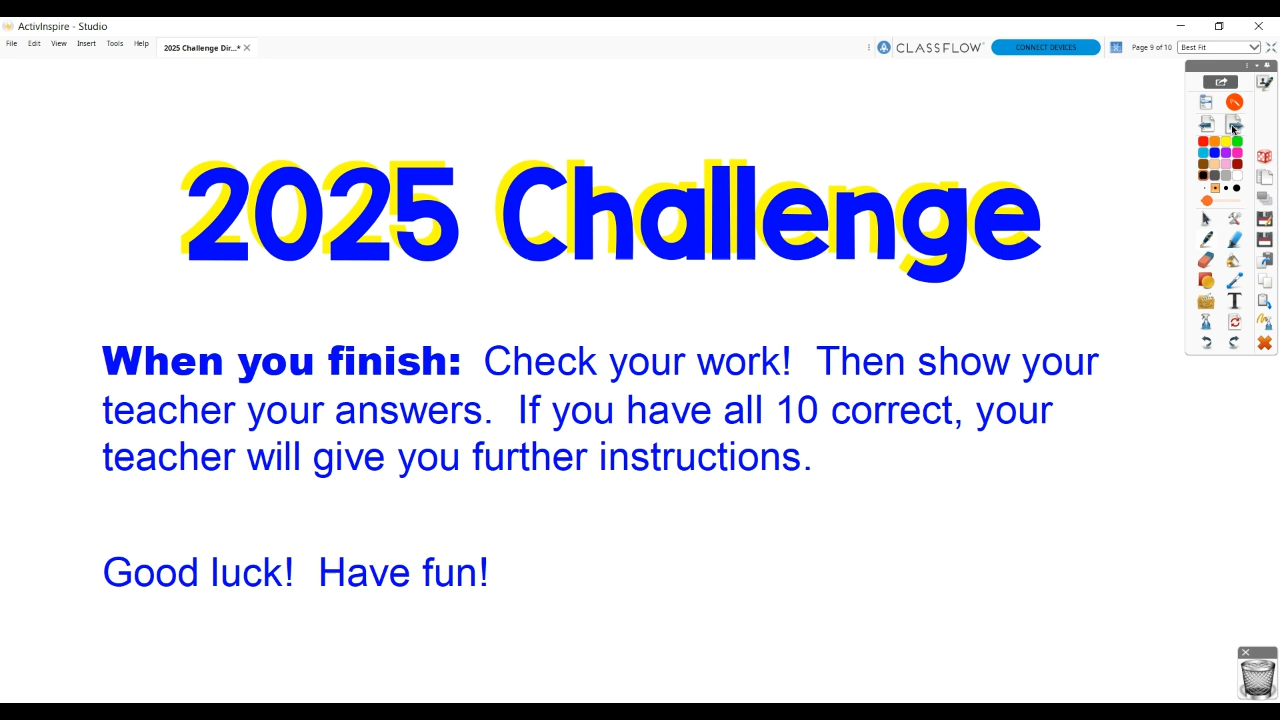 ActivInspire - Studio
File Edit View Insert Tools Help 2025 Challenge Dir...* CLASSFLOW CONNECT DEVICES Page 9 of 10 Best Fit
2025 Challenge
When you finish: Check your work! Then show your
teacher your answers. If you have all 10 correct, your
teacher will give you further instructions.
Good luck! Have fun!